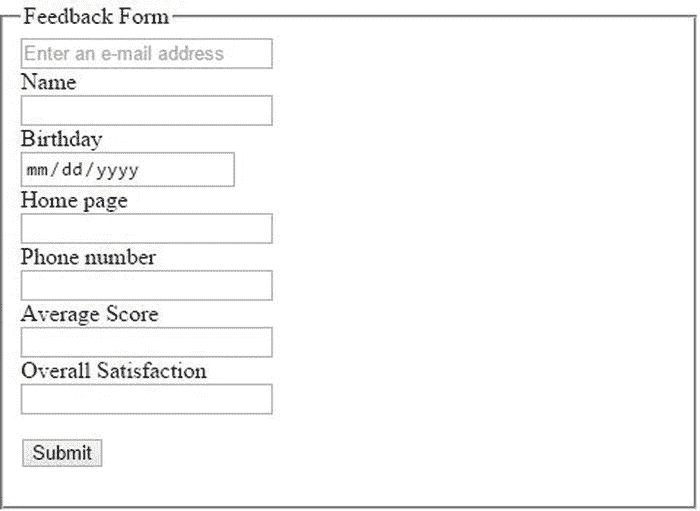 Feedback Form
Enter an e-mail address
Name
Birthday
mm/dd/yyyy
Home page
Phone number
Average Score
Overall Satisfaction
Submit